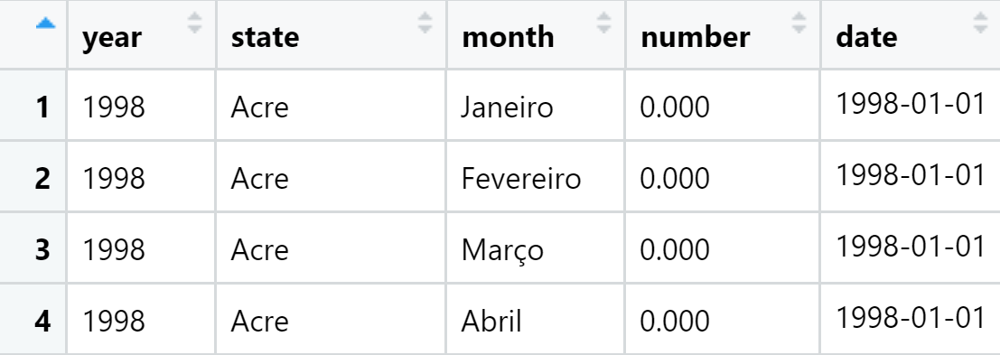 year state month number date
1 1998 Acre Janeiro 0.000 1998-01-01
2 1998 Acre Fevereiro 0.000 1998-01-01
3 1998 Acre Março 0.000 1998-01-01
4 1998 Acre Abril 0.000 1998-01-01